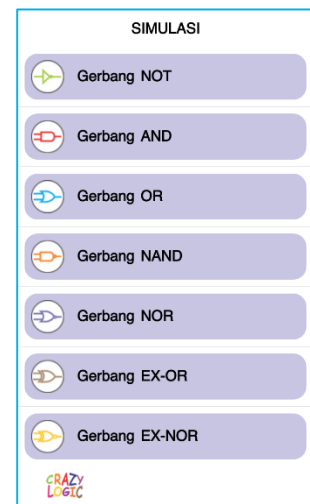 SIMULASI
Gerbang NOT
Gerbang AND
Gerbang OR
Gerbang NAND
Gerbang NOR
Gerbang EX-OR
Gerbang EX-NOR
CRAZY
LOGIC